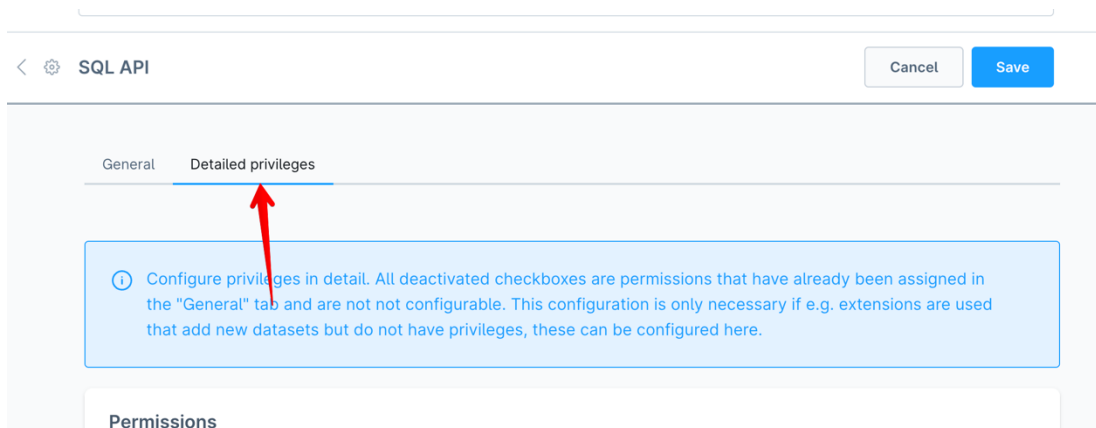 SQL API
Cancel
Save
General
Detailed privileges
Configure privileges in detail. All deactivated checkboxes are permissions that have already been assigned in
the "General" tab and are not not configurable. This configuration is only necessary if e.g. extensions are used
that add new datasets but do not have privileges, these can be configured here.
Permissions